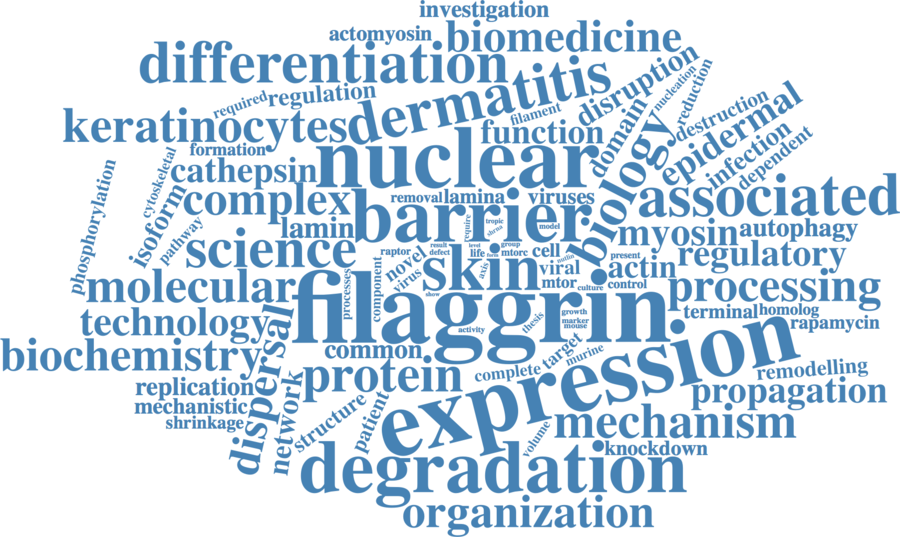 investigation
actomyosin
biomedicine
differentiation
disruption
dermatitis
required
regulation
filament
nucleation
reduction
keratinocytes
function
domain
destruction
epidermal
formation
nuclear
infection
dependent
cytoskeletal
cathepsin
biology
phosphorylation
isoform
complex
removal
lamina
viruses
associated
pathway
lamin
barrier
require
tropic
shrna
model
myosin
autophagy
science
raptor
result
defect
level
life
form
group
mtorc
cell
present
regulatory
novel
virus
skin
axis
viral
actin
molecular
processes
component
mtor
culture
control
processing
show
filaggrin
growth
marker
mouse
terminal
homolog
rapamycin
technology
activity
thesis
dispersal
common
target
murine
biochemistry
protein
complete
expression
remodelling
replication
network
propagation
mechanistic
structure
patient
shrinkage
volume
mechanism
knockdown
degradation
organization